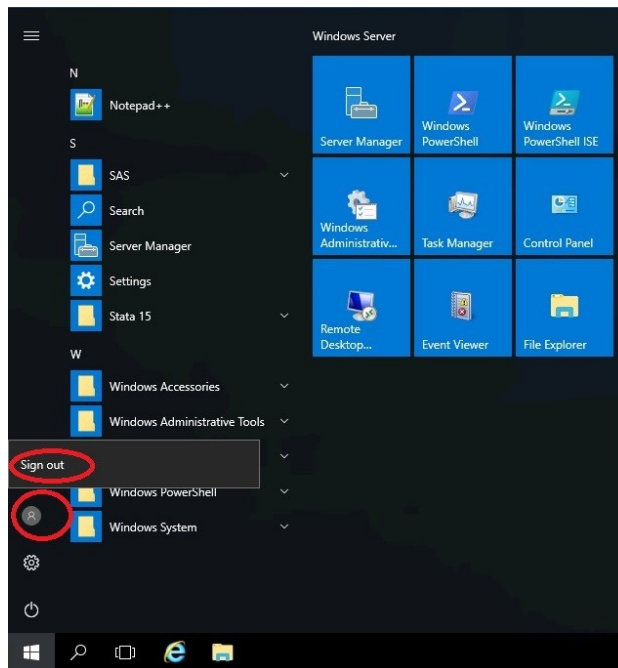 Windows Server
N
Notepad++
S
SAS
Search
Server Manager
Settings
Stata 15
W
Windows Accessories
Windows Administrative Tools
Sign out
Windows PowerShell
Windows System
Server Manager
Windows
PowerShell
Windows
PowerShell ISE
Windows
Administrativ...
Task Manager
Control Panel
Remote
Desktop...
Event Viewer
File Explorer